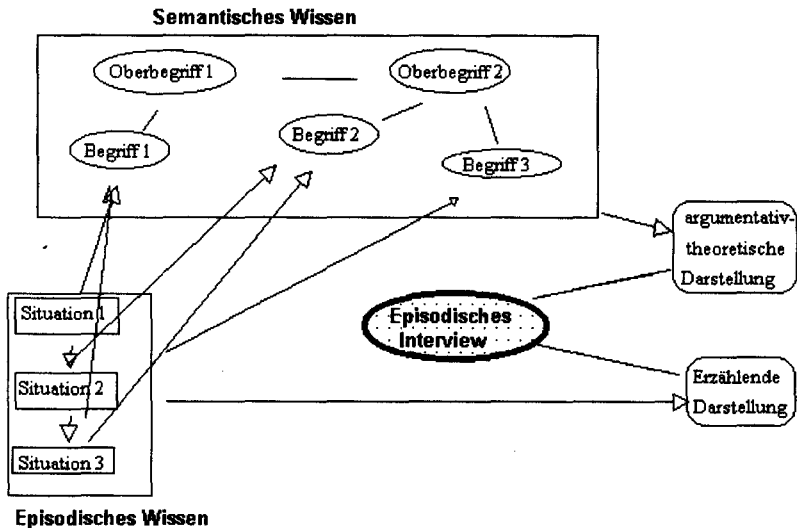 Semantisches Wissen
Oberbegriff 1
Oberbegriff 2
Begriff 1
Begriff 2
Begriff 3
argumentativ-
theoretische
Darstellung
Situation 1
Situation 2
Situation 3
Episodisches
Interview
Erzählende
Darstellung
Episodisches Wissen